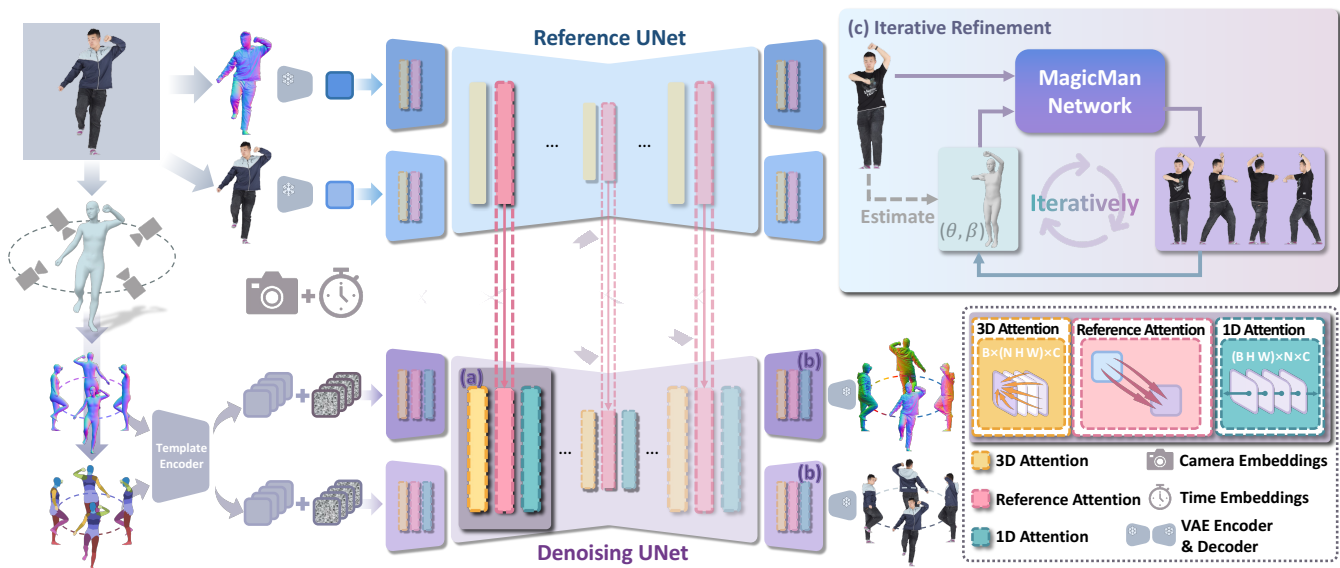 Reference UNet
(c) Iterative Refinement
MagicMan
Network
Estimate
(θ, β)
Iteratively
...
...
(a)
(b)
(b)
Template
Encoder
+
+
+
...
...
Denoising UNet
3D Attention
B×(N H W)×C
Reference Attention
1D Attention
(B H W)×N×C
3D Attention
Camera Embeddings
Reference Attention
Time Embeddings
1D Attention
VAE Encoder
& Decoder